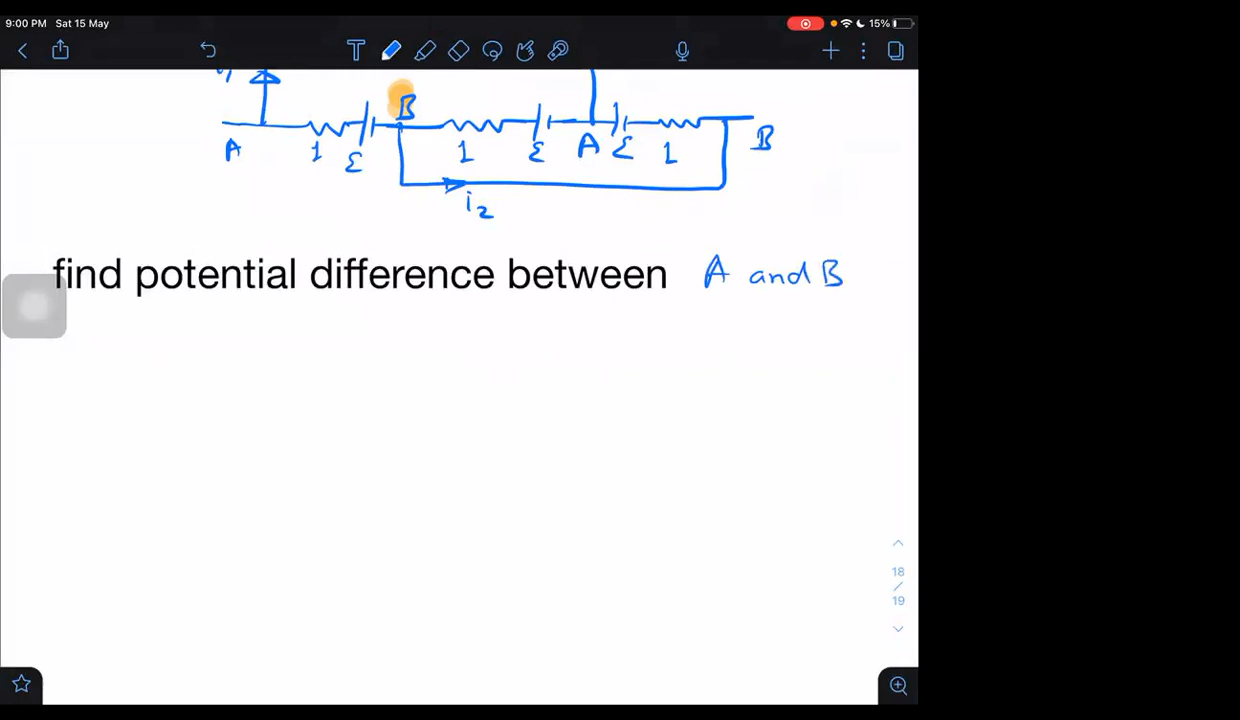 9:00 PM Sat 15 May
15%
B
A 1 ε 1 ε A ε 1 B
i2
find potential difference between A and B
18
/
19